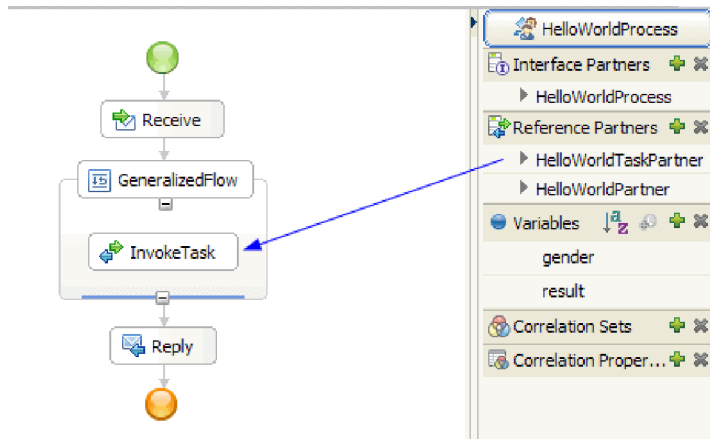 Receive
GeneralizedFlow
InvokeTask
Reply
HelloWorldProcess
Interface Partners
HelloWorldProcess
Reference Partners
HelloWorldTaskPartner
HelloWorldPartner
Variables
gender
result
Correlation Sets
Correlation Proper...